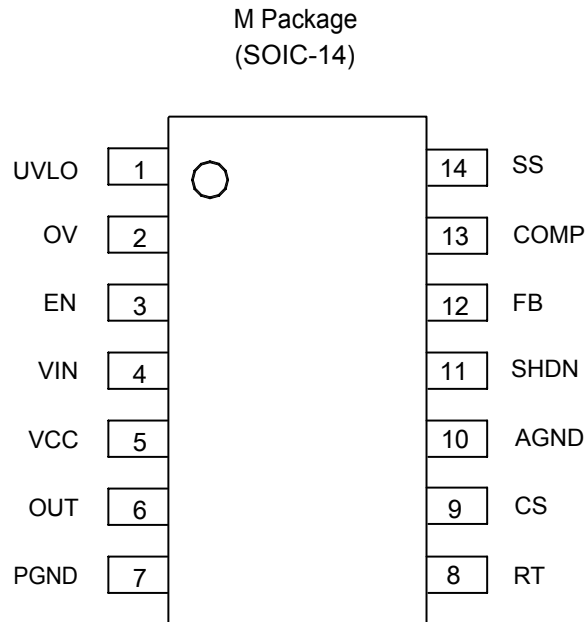 M Package
(SOIC-14)
UVLO 1 14 SS
OV 2 13 COMP
EN 3 12 FB
VIN 4 11 SHDN
VCC 5 10 AGND
OUT 6 9 CS
PGND 7 8 RT